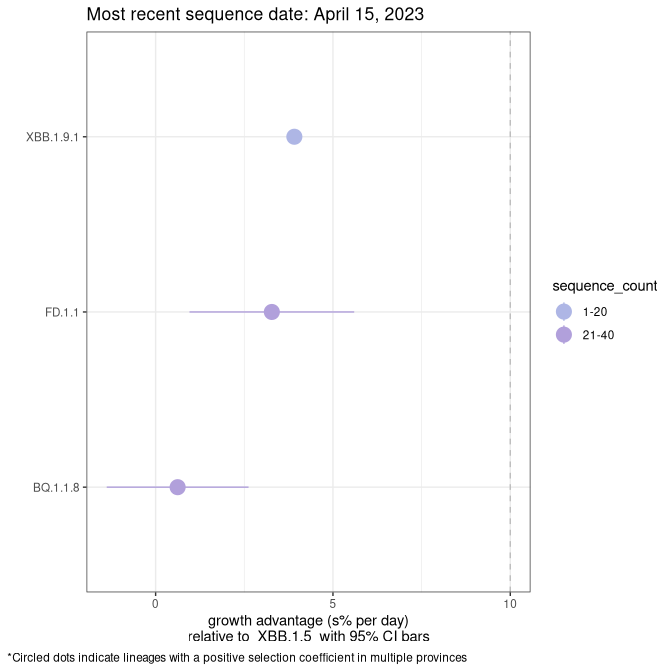 Most recent sequence date: April 15, 2023
XBB.1.9.1
FD.1.1
BQ.1.1.8
0
5
10
growth advantage (s% per day)
relative to XBB.1.5 with 95% CI bars
sequence_count
1-20
21-40
*Circled dots indicate lineages with a positive selection coefficient in multiple provinces